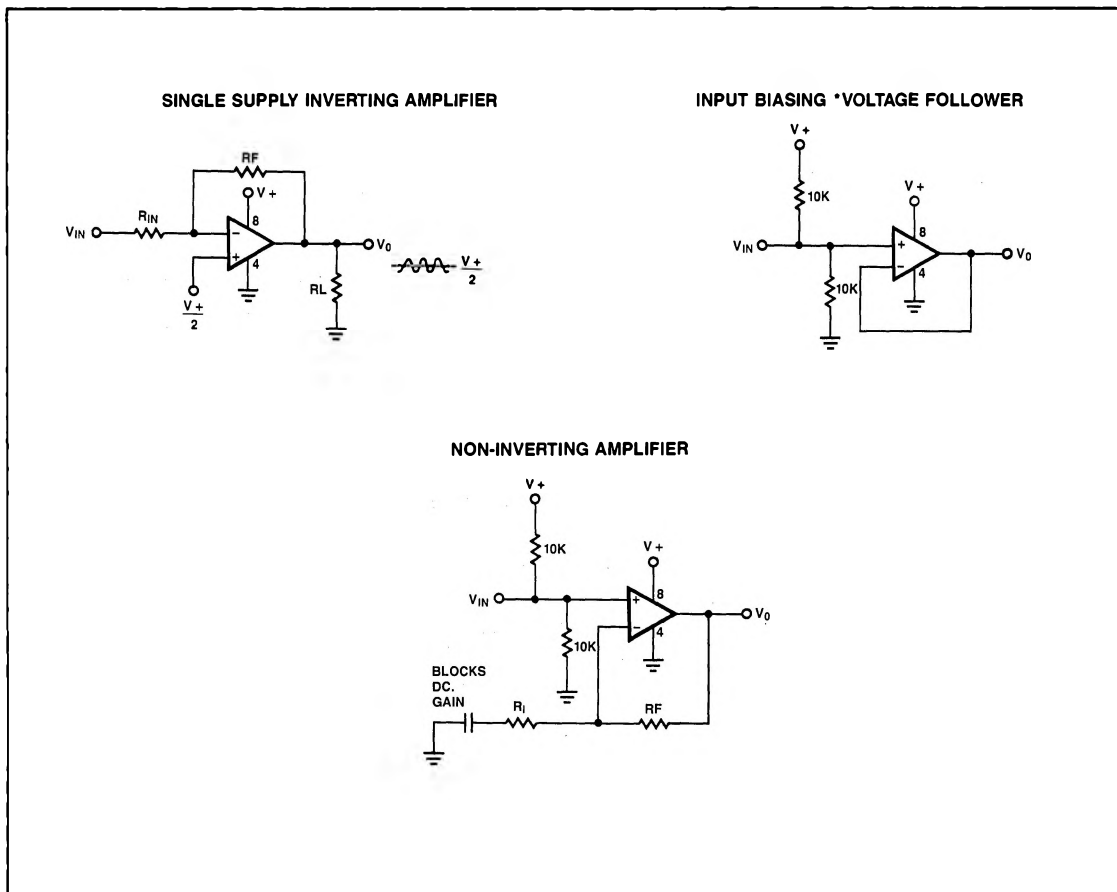 SINGLE SUPPLY INVERTING AMPLIFIER
RF
V+
8
RIN
VIN
−
+
4
V0
RL
V+
2
V+
2
INPUT BIASING *VOLTAGE FOLLOWER
V+
10K
V+
8
VIN
+
−
4
V0
10K
NON-INVERTING AMPLIFIER
V+
10K
V+
8
VIN
+
−
4
V0
10K
BLOCKS
DC.
GAIN
RI
RF